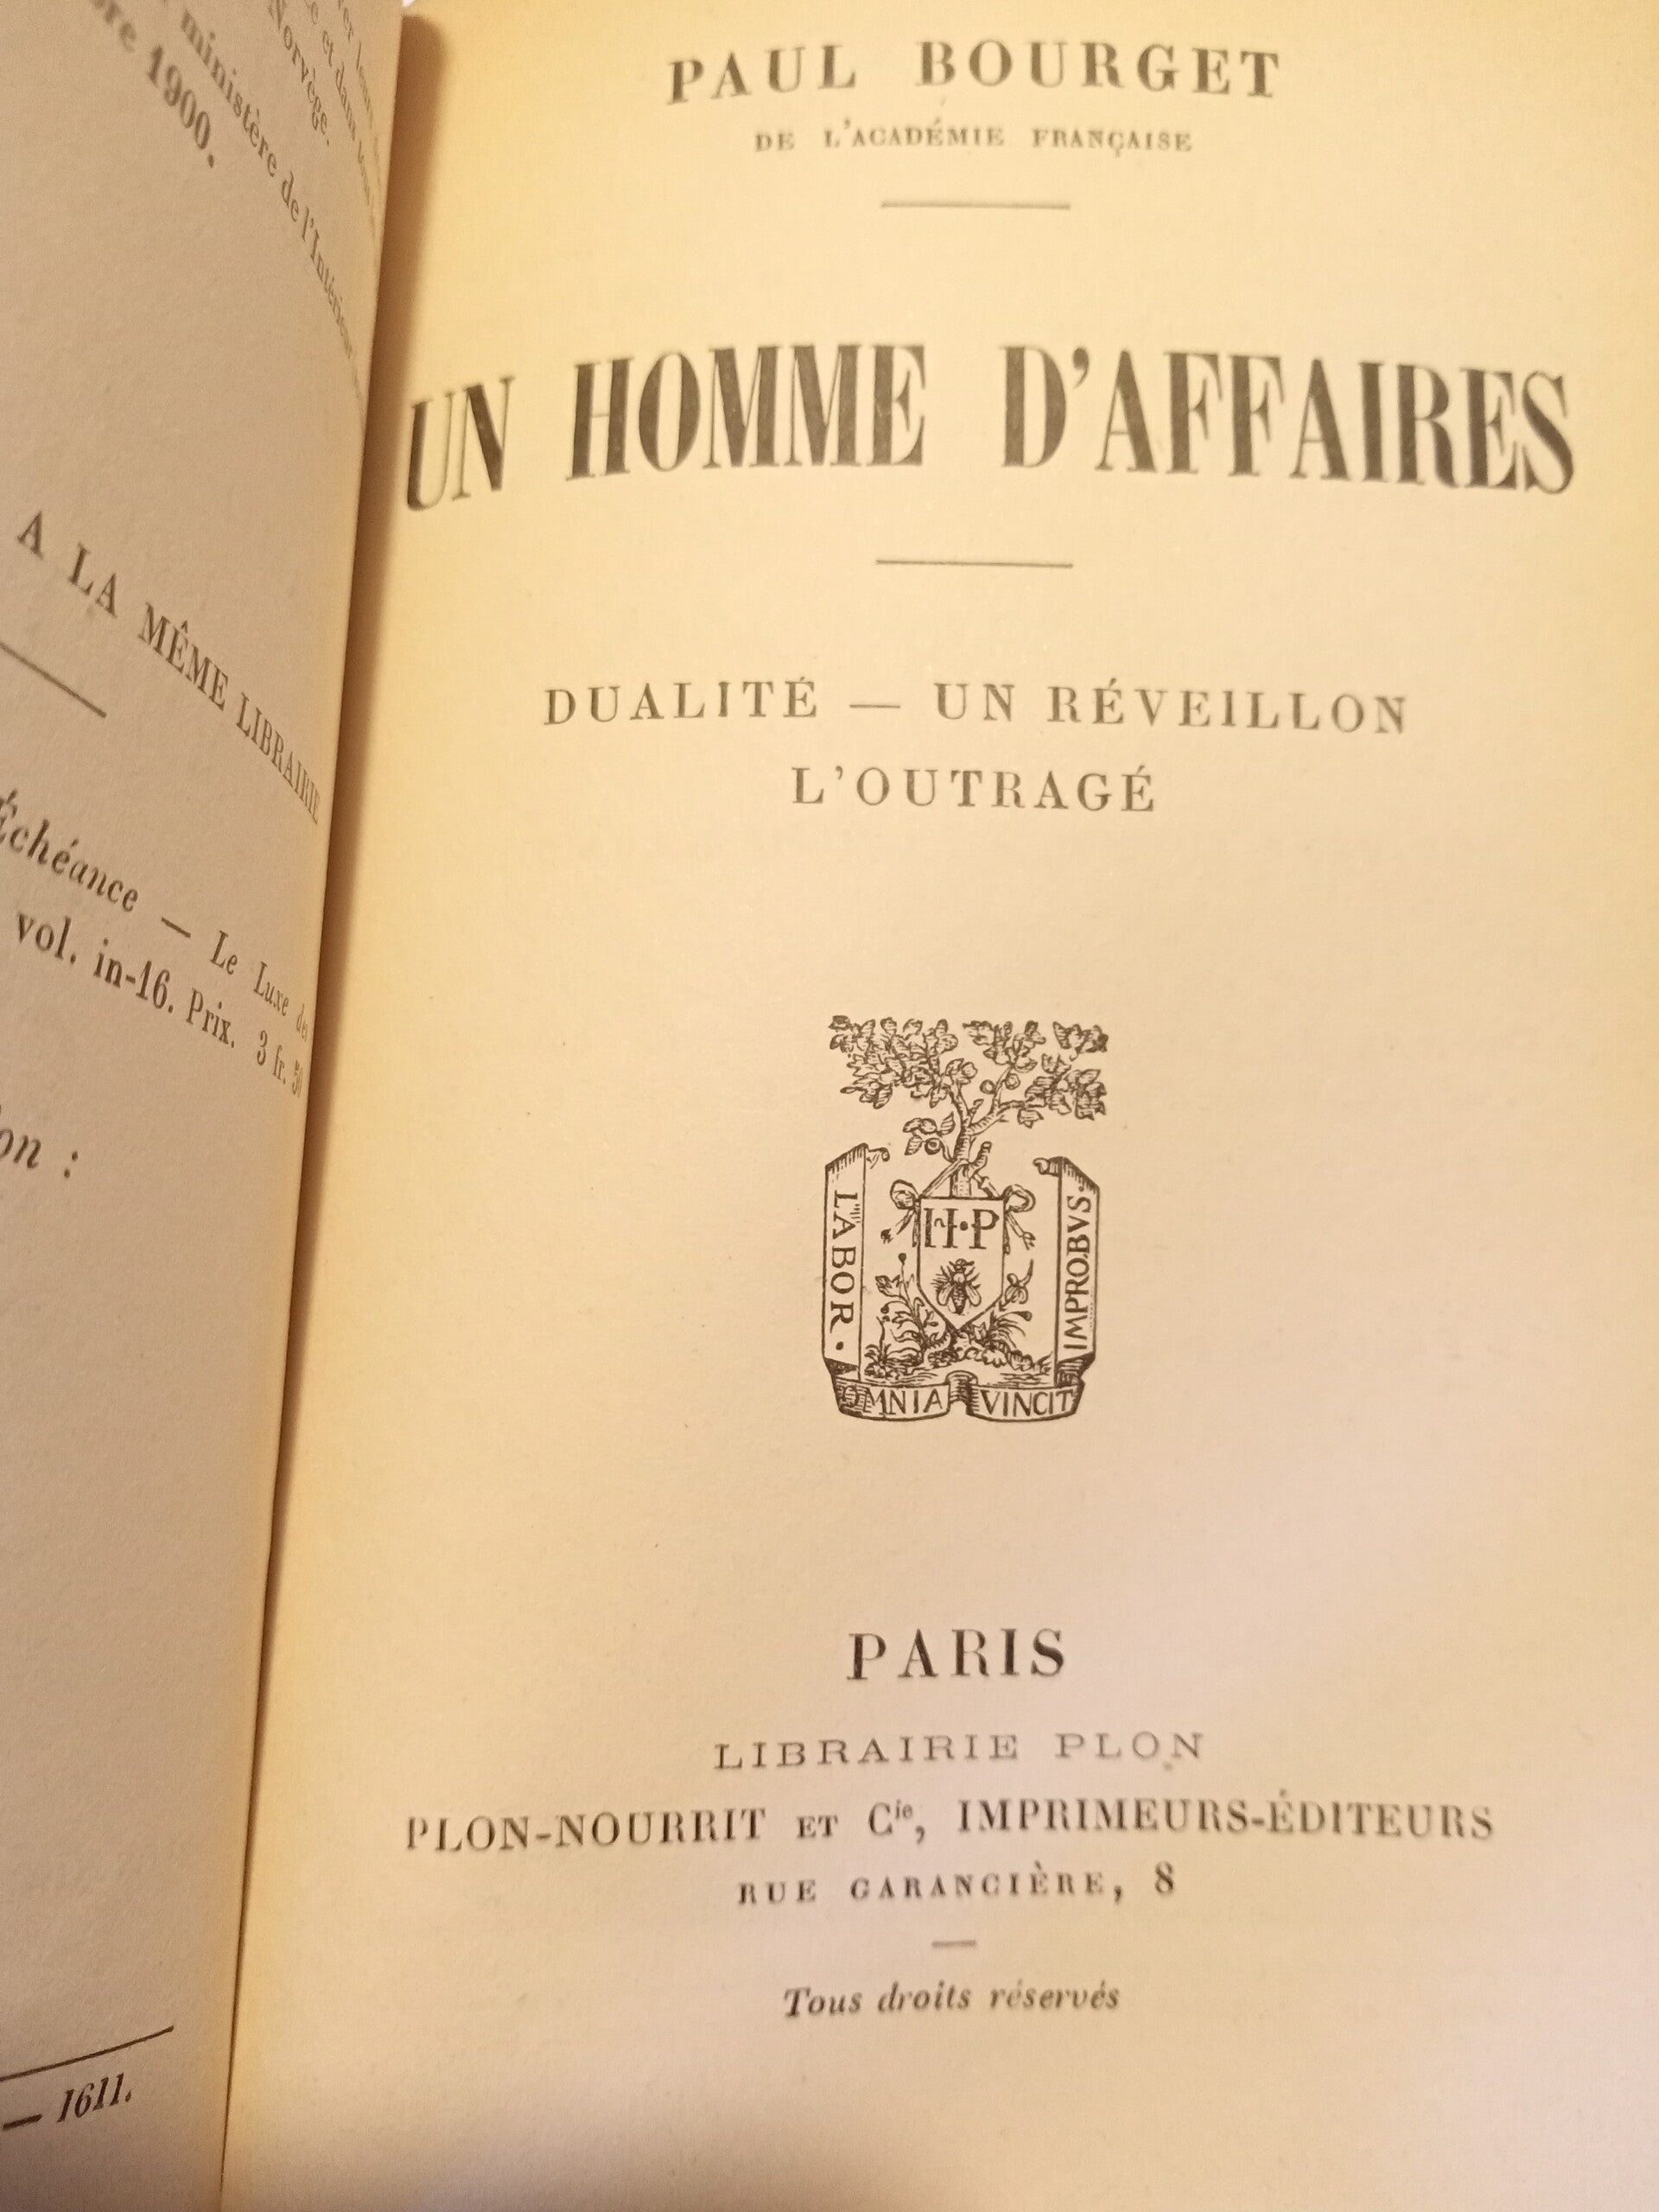 Norvège.
ministère de l'Intérieur
1900.
A LA MÊME LIBRAIRIE
Échéance — Le Luxe des
vol. in-16. Prix. 3 fr. 50
— 1611.
PAUL BOURGET
DE L'ACADÉMIE FRANÇAISE
UN HOMME D'AFFAIRES
DUALITÉ — UN RÉVEILLON
L'OUTRAGÉ
H·P
LABOR·
IMPROBVS
OMNIA VINCIT
PARIS
LIBRAIRIE PLON
PLON-NOURRIT ET Cie, IMPRIMEURS-ÉDITEURS
RUE GARANCIÈRE, 8
Tous droits réservés